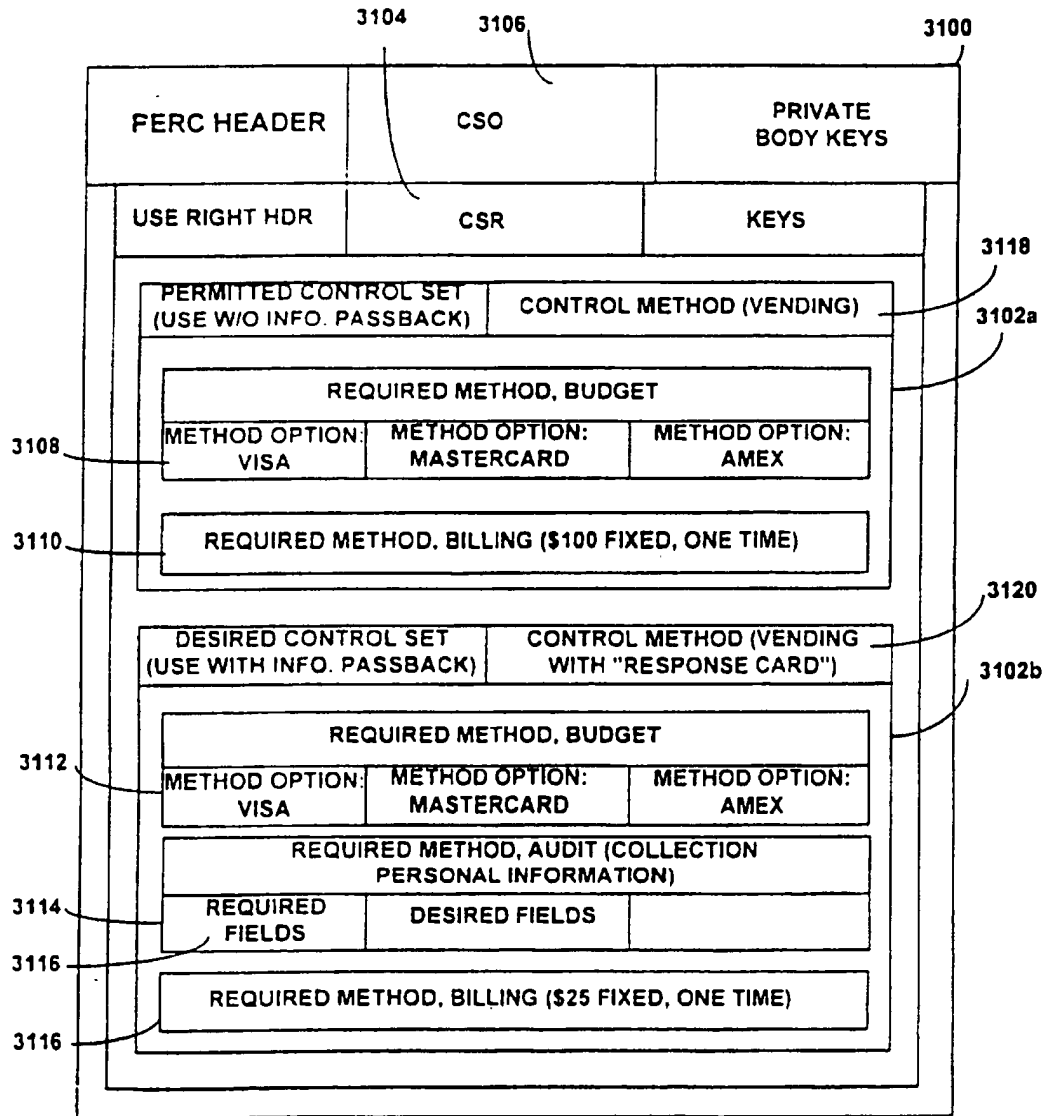 3104
3106
3100
PERC HEADER
CSO
PRIVATE
BODY KEYS
USE RIGHT HDR
CSR
KEYS
3118
PERMITTED CONTROL SET
(USE W/O INFO. PASSBACK)
CONTROL METHOD (VENDING)
3102a
REQUIRED METHOD, BUDGET
3108
METHOD OPTION:
VISA
METHOD OPTION:
MASTERCARD
METHOD OPTION:
AMEX
3110
REQUIRED METHOD, BILLING ($100 FIXED, ONE TIME)
3120
DESIRED CONTROL SET
(USE WITH INFO. PASSBACK)
CONTROL METHOD (VENDING
WITH "RESPONSE CARD")
3102b
REQUIRED METHOD, BUDGET
3112
METHOD OPTION:
VISA
METHOD OPTION:
MASTERCARD
METHOD OPTION:
AMEX
REQUIRED METHOD, AUDIT (COLLECTION
PERSONAL INFORMATION)
3114
REQUIRED
FIELDS
DESIRED FIELDS
3116
REQUIRED METHOD, BILLING ($25 FIXED, ONE TIME)
3116